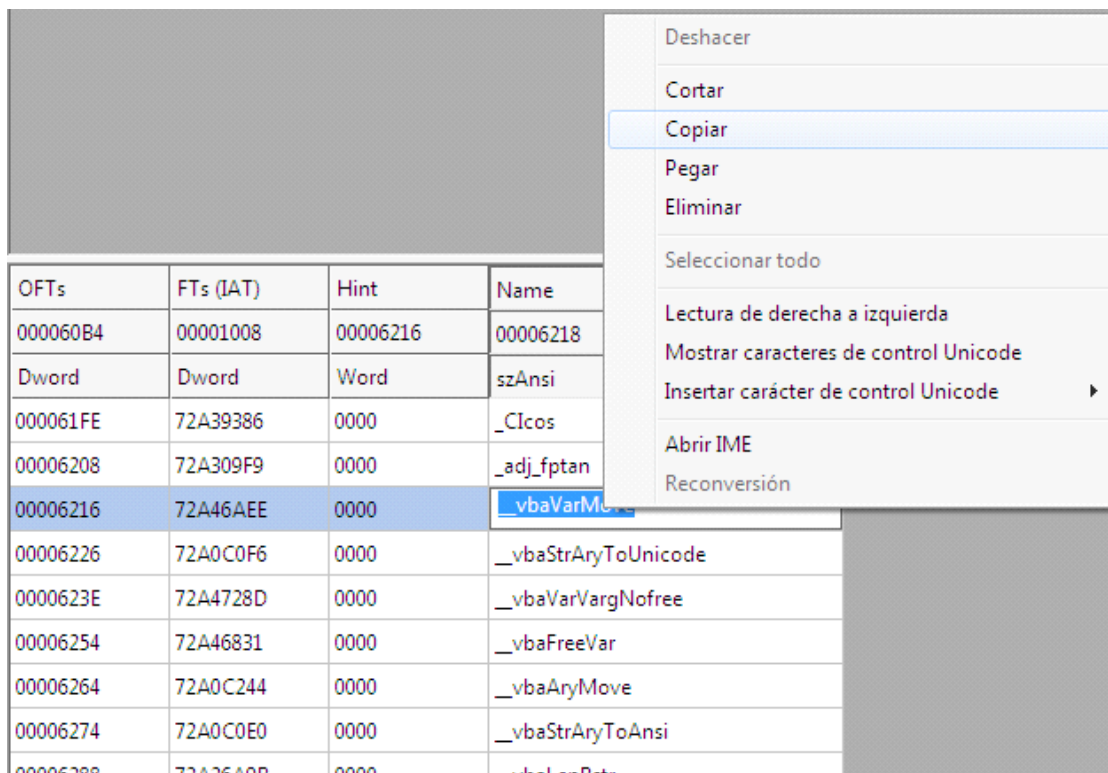 Deshacer
Cortar
Copiar
Pegar
Eliminar
Seleccionar todo
Lectura de derecha a izquierda
Mostrar caracteres de control Unicode
Insertar carácter de control Unicode
Abrir IME
Reconversión
OFTs FTs (IAT) Hint Name
000060B4 00001008 00006216 00006218
Dword Dword Word szAnsi
000061FE 72A39386 0000 _CIcos
00006208 72A309F9 0000 _adj_fptan
00006216 72A46AEE 0000 __vbaVarMove
00006226 72A0C0F6 0000 __vbaStrAryToUnicode
0000623E 72A4728D 0000 __vbaVarVargNofree
00006254 72A46831 0000 __vbaFreeVar
00006264 72A0C244 0000 __vbaAryMove
00006274 72A0C0E0 0000 __vbaStrAryToAnsi